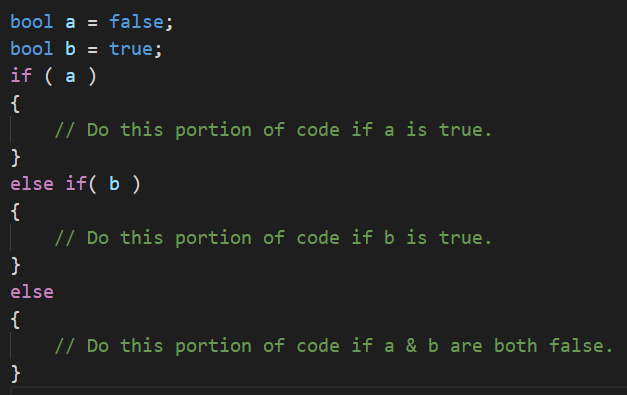 bool a = false;
bool b = true;
if ( a )
{
    // Do this portion of code if a is true.
}
else if( b )
{
    // Do this portion of code if b is true.
}
else
{
    // Do this portion of code if a & b are both false.
}